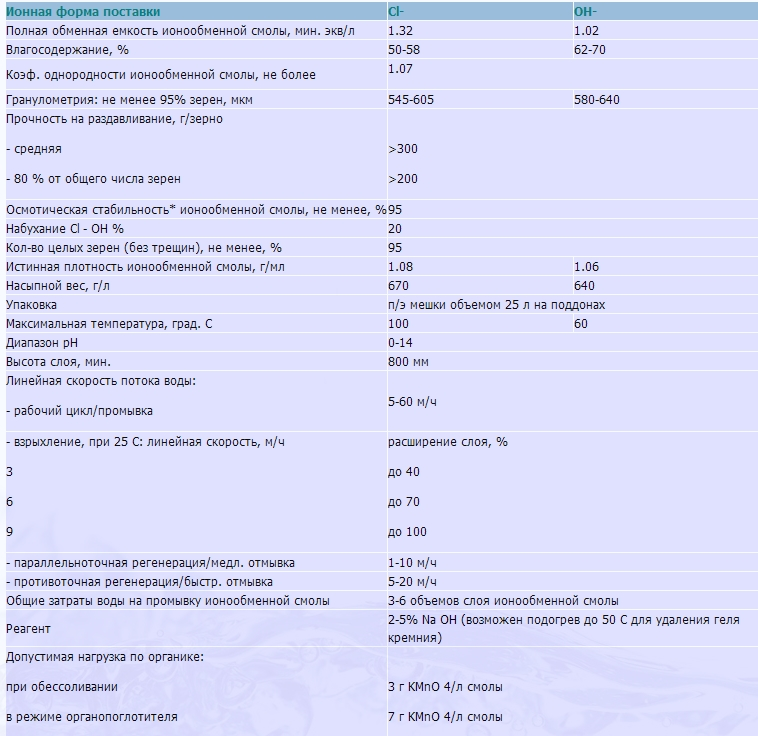 Ионная форма поставки Cl- OH-
Полная обменная емкость ионообменной смолы, мин. экв/л 1.32 1.02
Влагосодержание, % 50-58 62-70
Коэф. однородности ионообменной смолы, не более 1.07
Гранулометрия: не менее 95% зерен, мкм 545-605 580-640
Прочность на раздавливание, г/зерно
- средняя >300
- 80 % от общего числа зерен >200
Осмотическая стабильность* ионообменной смолы, не менее, % 95
Набухание Cl - OH % 20
Кол-во целых зерен (без трещин), не менее, % 95
Истинная плотность ионообменной смолы, г/мл 1.08 1.06
Насыпной вес, г/л 670 640
Упаковка п/э мешки объемом 25 л на поддонах
Максимальная температура, град. С 100 60
Диапазон pH 0-14
Высота слоя, мин. 800 мм
Линейная скорость потока воды:
- рабочий цикл/промывка 5-60 м/ч
- взрыхление, при 25 С: линейная скорость, м/ч расширение слоя, %
3 до 40
6 до 70
9 до 100
- параллельноточная регенерация/медл. отмывка 1-10 м/ч
- противоточная регенерация/быстр. отмывка 5-20 м/ч
Общие затраты воды на промывку ионообменной смолы 3-6 объемов слоя ионообменной смолы
Реагент 2-5% Na OH (возможен подогрев до 50 С для удаления геля
кремния)
Допустимая нагрузка по органике:
при обессоливании 3 г KMnO 4/л смолы
в режиме органопоглотителя 7 г KMnO 4/л смолы